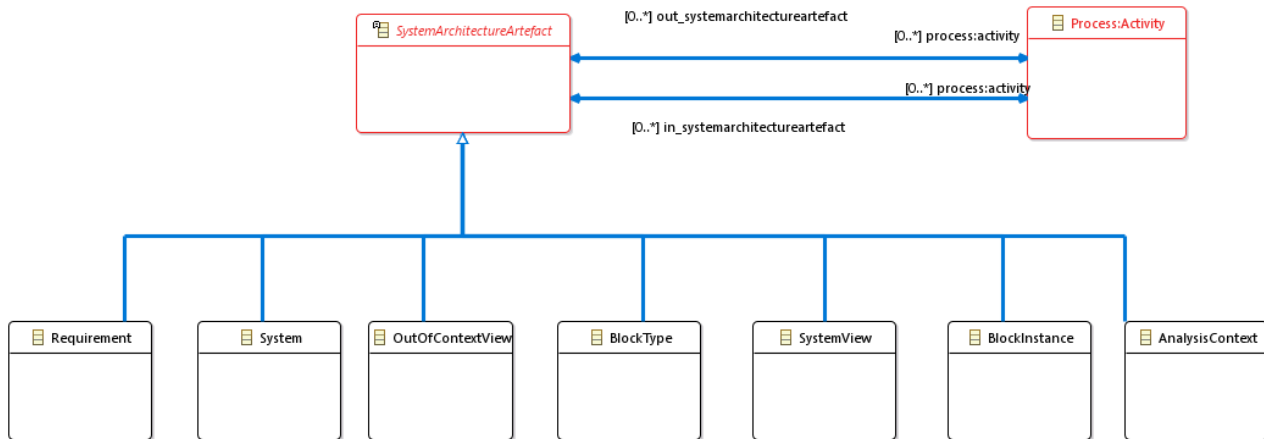 [0..*] out_systemarchitectureartefact
SystemArchitectureArtefact
Process:Activity
[0..*] process:activity
[0..*] process:activity
[0..*] in_systemarchitectureartefact
Requirement
System
OutOfContextView
BlockType
SystemView
BlockInstance
AnalysisContext